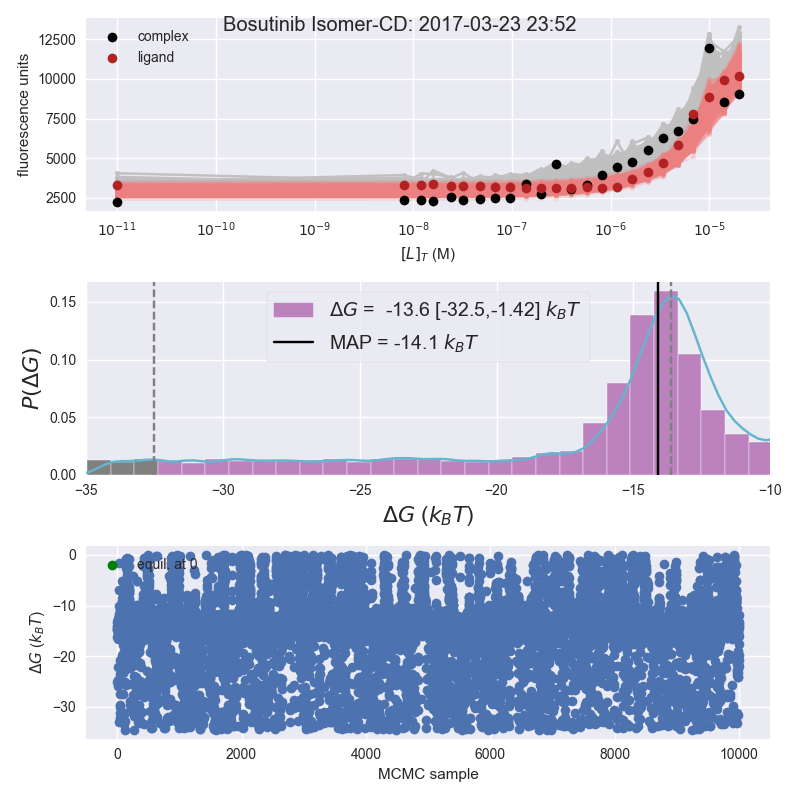 Bosutinib Isomer-CD: 2017-03-23 23:52
complex
ligand
fluorescence units
12500
10000
7500
5000
2500
10⁻¹¹ 10⁻¹⁰ 10⁻⁹ 10⁻⁸ 10⁻⁷ 10⁻⁶ 10⁻⁵
[L]_T (M)
ΔG = -13.6 [-32.5,-1.42] k_BT
MAP = -14.1 k_BT
P(ΔG)
0.15
0.10
0.05
0.00
−35 −30 −25 −20 −15 −10
ΔG (k_BT)
equil. at 0
ΔG (k_BT)
0
−10
−20
−30
0 2000 4000 6000 8000 10000
MCMC sample